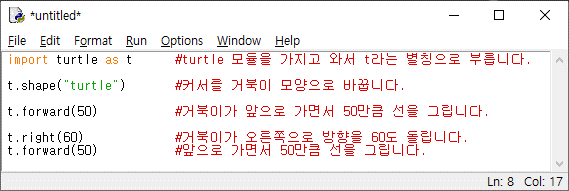 *untitled*
File Edit Format Run Options Window Help
import turtle as t #turtle 모듈을 가지고 와서 t라는 별칭으로 부릅니다.
t.shape("turtle") #커서를 거북이 모양으로 바꿉니다.
t.forward(50) #거북이가 앞으로 가면서 50만큼 선을 그립니다.
t.right(60) #거북이가 오른쪽으로 방향을 60도 돌립니다.
t.forward(50) #앞으로 가면서 50만큼 선을 그립니다.
Ln: 8 Col: 17